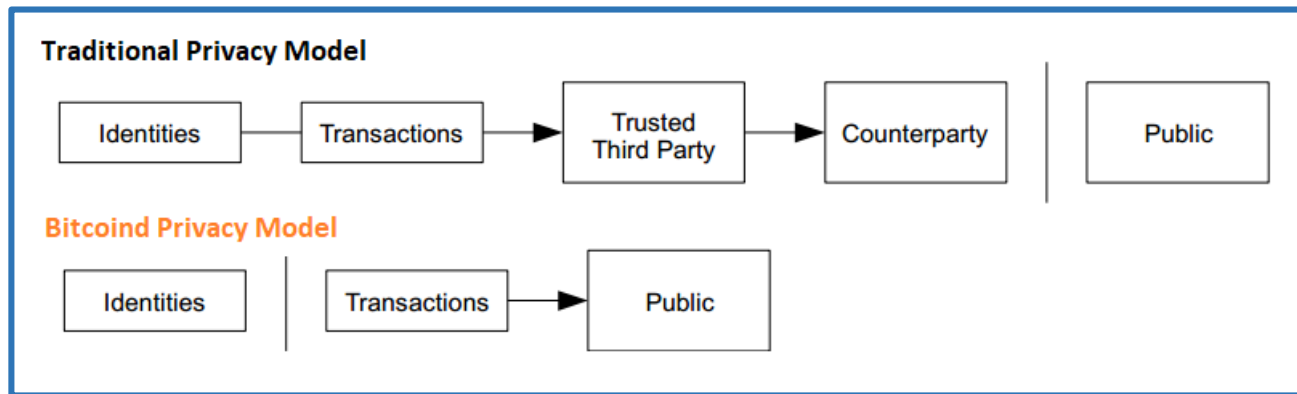 Traditional Privacy Model
Identities
Transactions
Trusted
Third Party
Counterparty
Public
Bitcoind Privacy Model
Identities
Transactions
Public